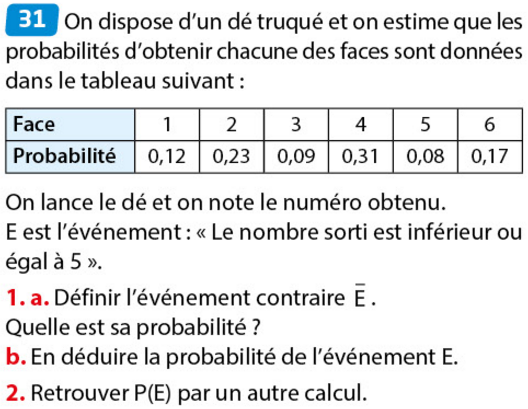 31 On dispose d'un dé truqué et on estime que les
probabilités d'obtenir chacune des faces sont données
dans le tableau suivant :
Face 1 2 3 4 5 6
Probabilité 0,12 0,23 0,09 0,31 0,08 0,17
On lance le dé et on note le numéro obtenu.
E est l'événement : « Le nombre sorti est inférieur ou
égal à 5 ».
1. a. Définir l'événement contraire E̅ .
Quelle est sa probabilité ?
b. En déduire la probabilité de l'événement E.
2. Retrouver P(E) par un autre calcul.